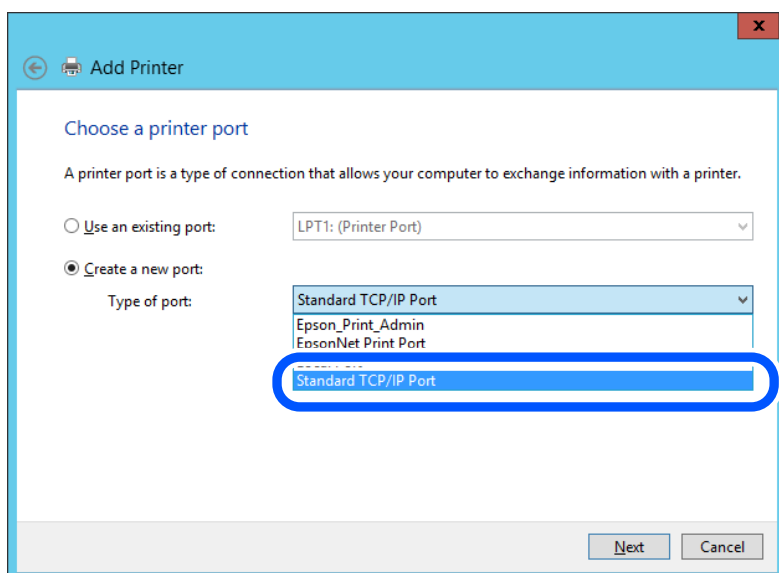 x
Add Printer
Choose a printer port
A printer port is a type of connection that allows your computer to exchange information with a printer.
Use an existing port:
LPT1: (Printer Port)
Create a new port:
Type of port:
Standard TCP/IP Port
Epson_Print_Admin
EpsonNet Print Port
Standard TCP/IP Port
Next
Cancel